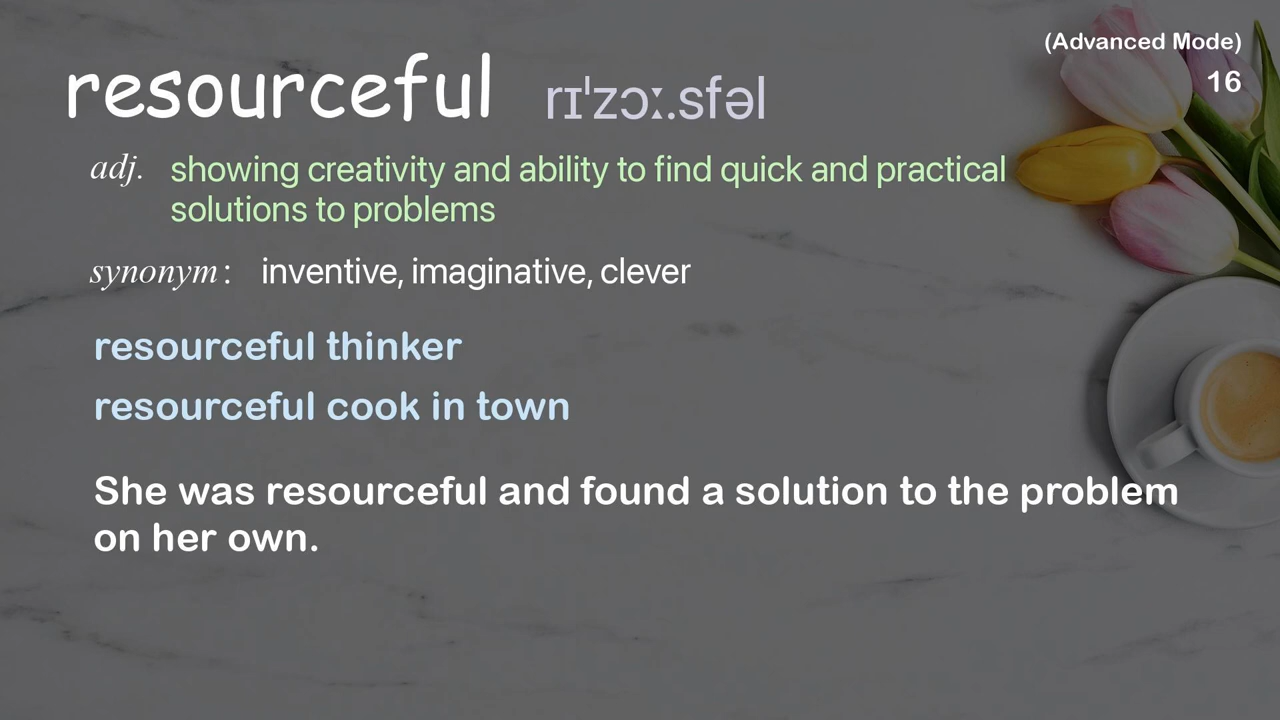 (Advanced Mode)
16
resourceful rɪˈzɔː.sfəl
adj. showing creativity and ability to find quick and practical
solutions to problems
synonym: inventive, imaginative, clever
resourceful thinker
resourceful cook in town
She was resourceful and found a solution to the problem
on her own.